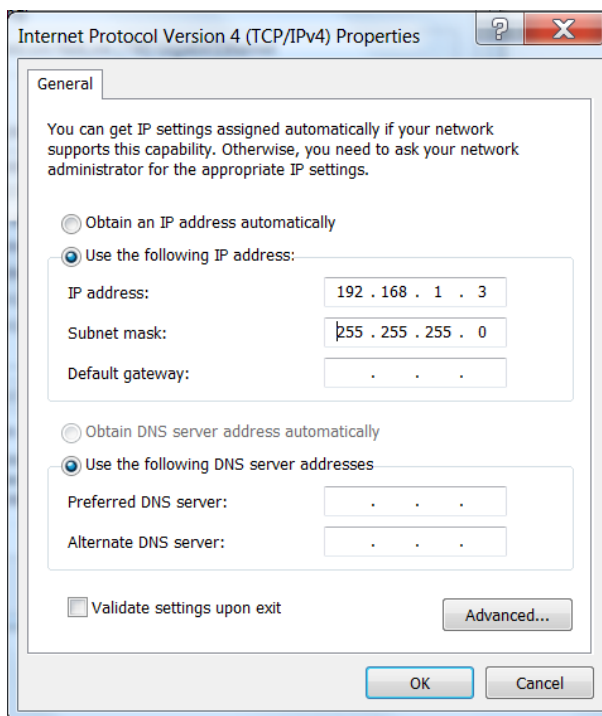 Internet Protocol Version 4 (TCP/IPv4) Properties
?
X
General
You can get IP settings assigned automatically if your network
supports this capability. Otherwise, you need to ask your network
administrator for the appropriate IP settings.
Obtain an IP address automatically
Use the following IP address:
IP address: 192 . 168 . 1 . 3
Subnet mask: 255 . 255 . 255 . 0
Default gateway: . . .
Obtain DNS server address automatically
Use the following DNS server addresses
Preferred DNS server: . . .
Alternate DNS server: . . .
Validate settings upon exit
Advanced...
OK Cancel